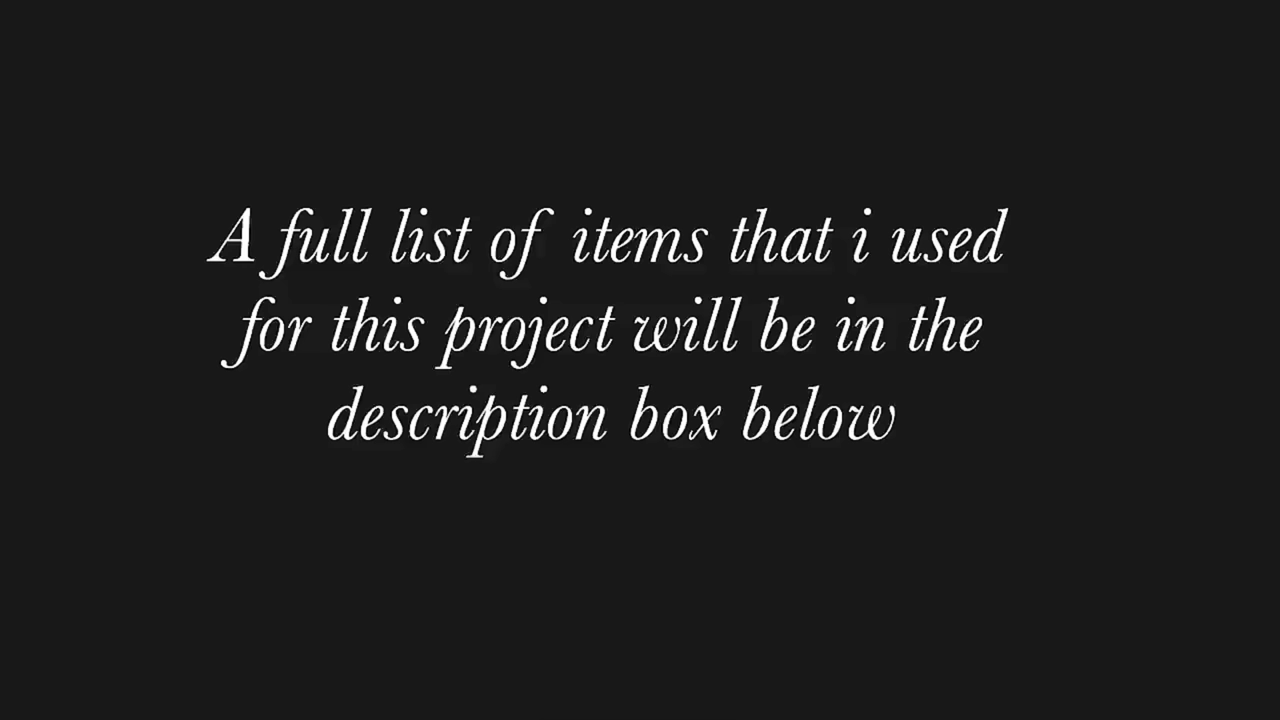 A full list of items that i used
for this project will be in the
description box below